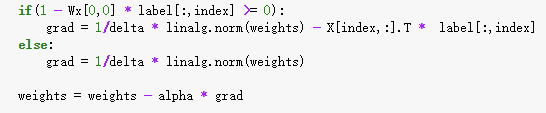 if(1 - Wx[0,0] * label[:,index] >= 0):
    grad = 1/delta * linalg.norm(weights) - X[index,:].T *  label[:,index]
else:
    grad = 1/delta * linalg.norm(weights)
weights = weights - alpha * grad